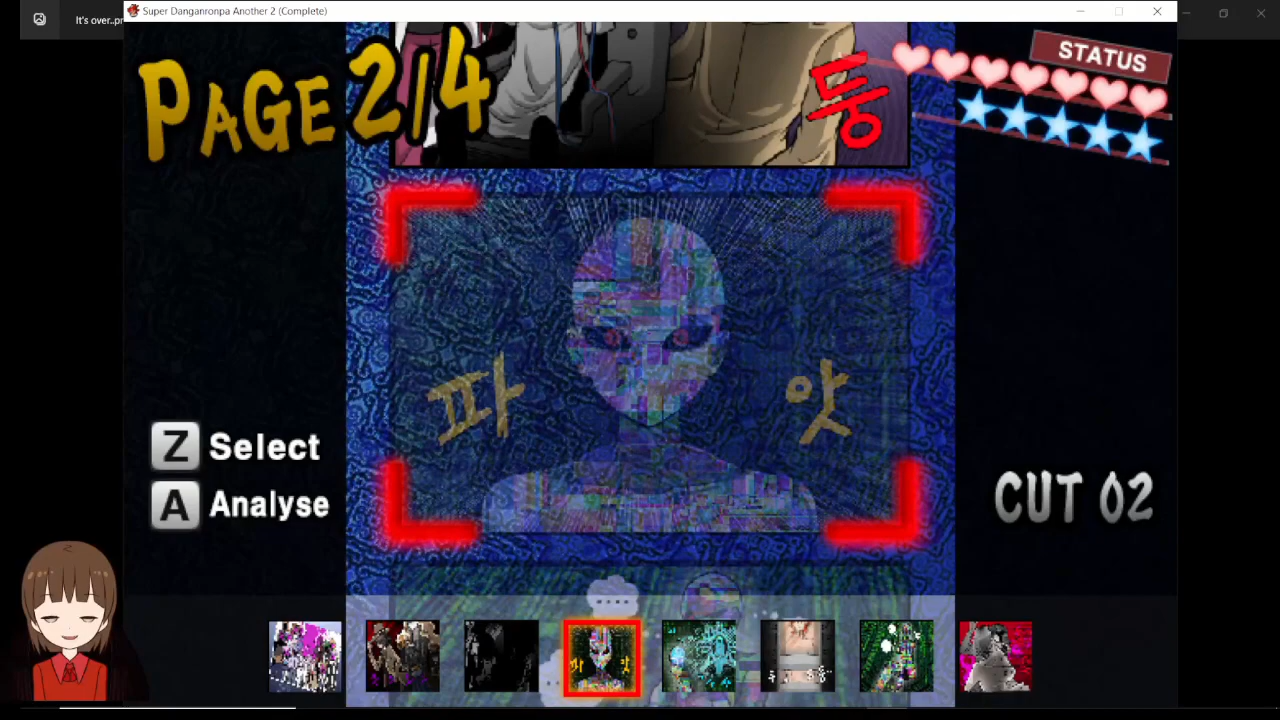 It's over..pr
Super Danganronpa Another 2 (Complete)
PAGE 2/4
STATUS
둥
파 앗
Z Select
A Analyse
CUT 02
....